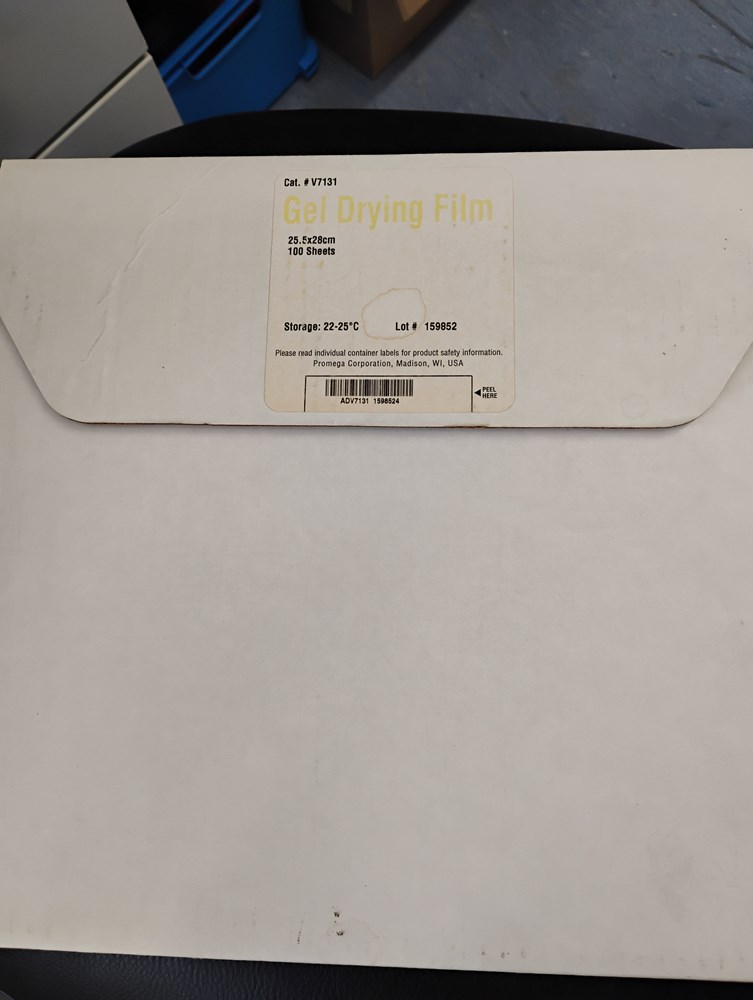 Cat. # V7131
Gel Drying Film
25.5x28cm
100 Sheets
Storage: 22-25°C Lot # 159852
Please read individual container labels for product safety information.
Promega Corporation, Madison, WI, USA
PEEL
HERE
ADV7131 1598524